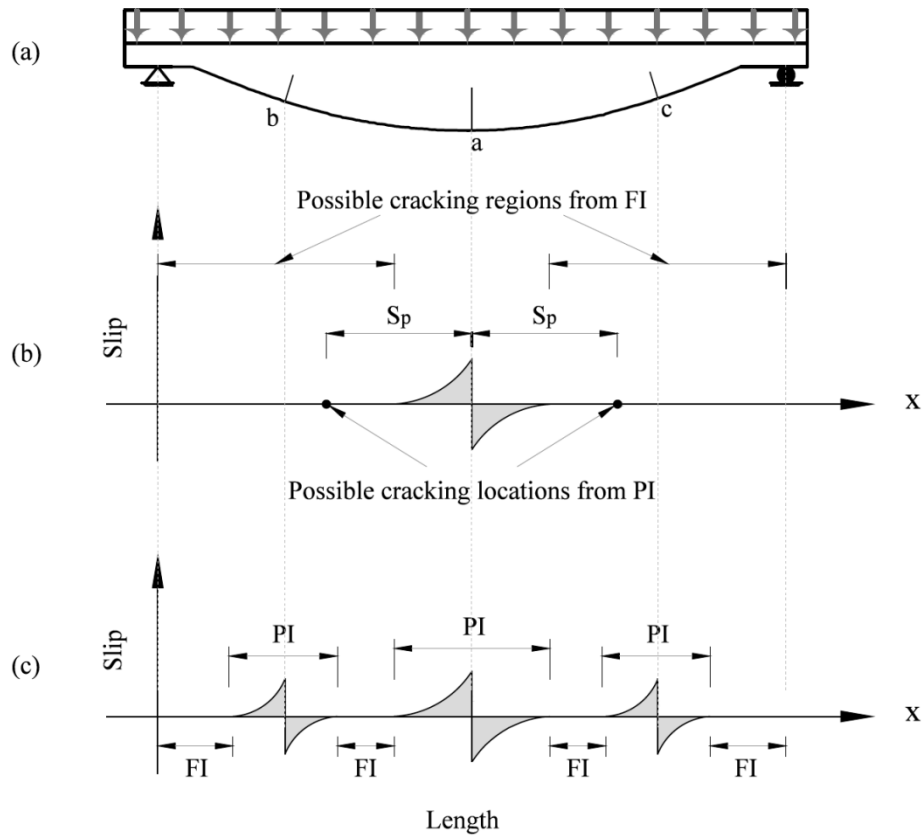 (a)
b
a
c
Possible cracking regions from FI
Slip
(b)
Sp
Sp
x
Possible cracking locations from PI
Slip
(c)
PI
PI
PI
x
FI
FI
FI
FI
Length